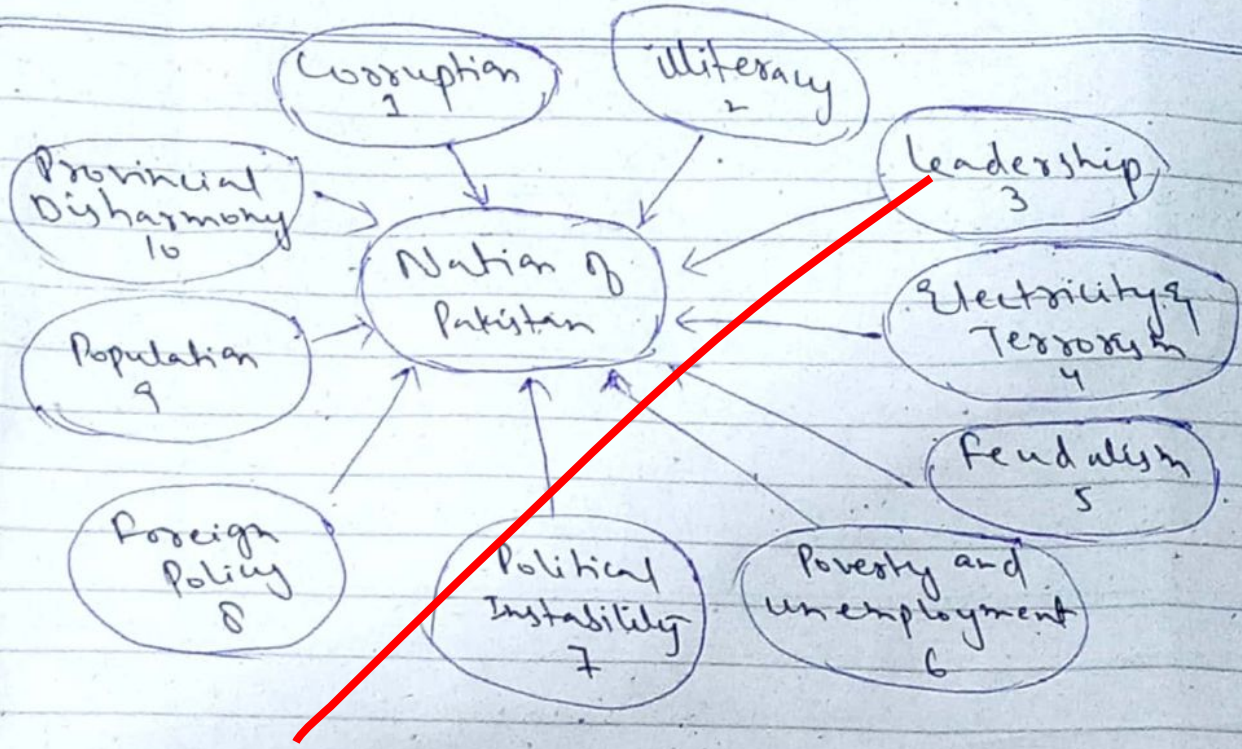 Corruption
1
illiteracy
2
Leadership
3
Electricity &
Terrorism
4
Feudalism
5
Poverty and
unemployment
6
Political
Instability
7
Foreign
Policy
8
Population
9
Provincial
Disharmony
10
Nation of
Pakistan